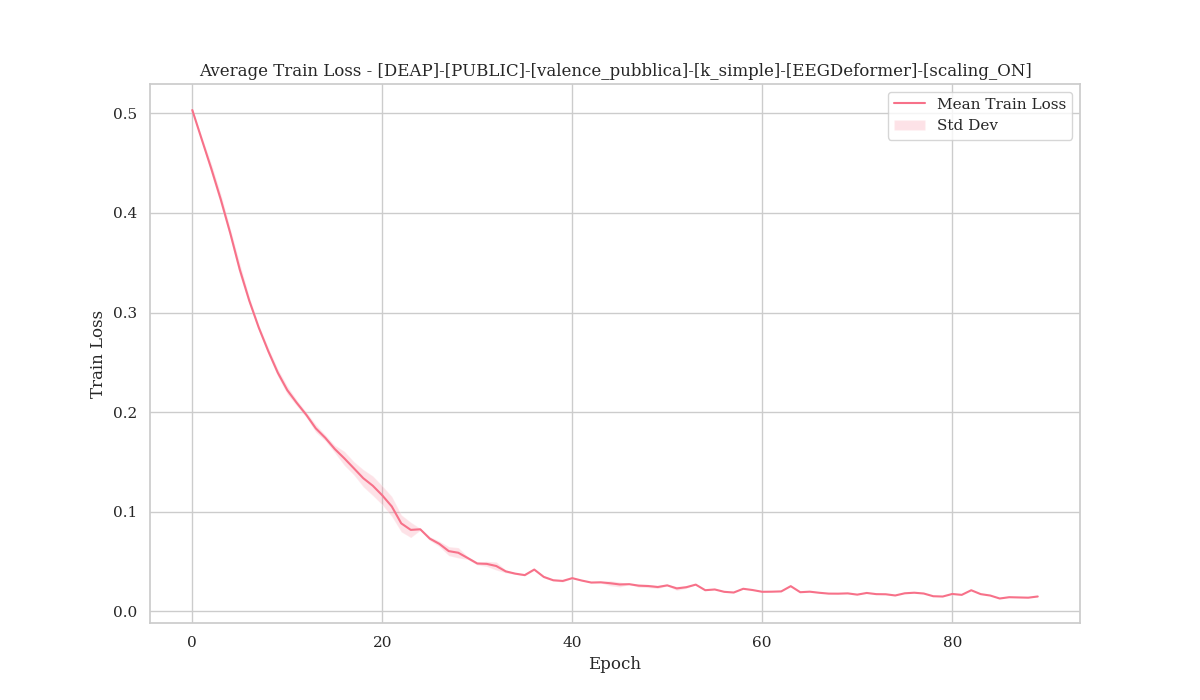 Average Train Loss - [DEAP]-[PUBLIC]-[valence_pubblica]-[k_simple]-[EEGDeformer]-[scaling_ON]
Mean Train Loss
Std Dev
Train Loss
0.5
0.4
0.3
0.2
0.1
0.0
0 20 40 60 80
Epoch